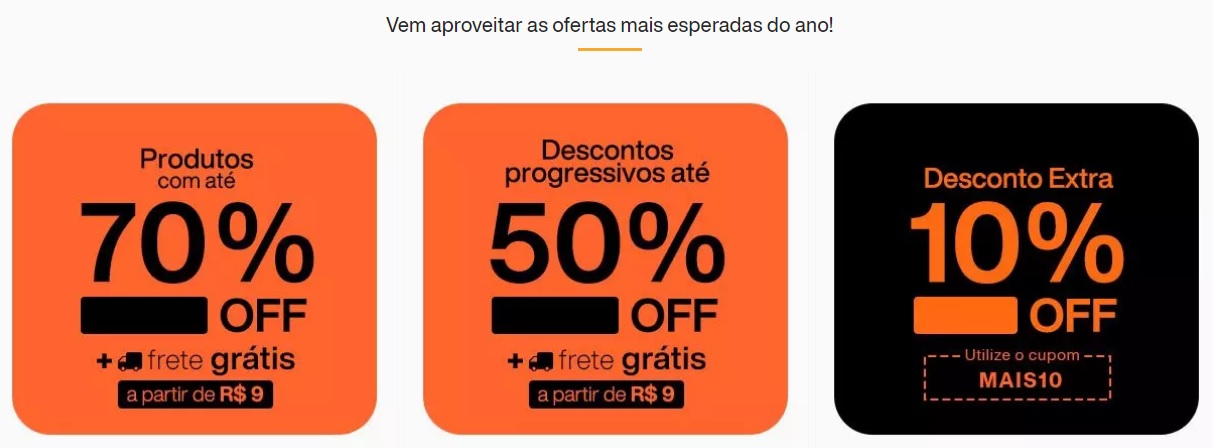 Vem aproveitar as ofertas mais esperadas do ano!
Produtos
com até
70%
OFF
+ frete grátis
a partir de R$ 9
Descontos
progressivos até
50%
OFF
+ frete grátis
a partir de R$ 9
Desconto Extra
10%
OFF
Utilize o cupom
MAIS10